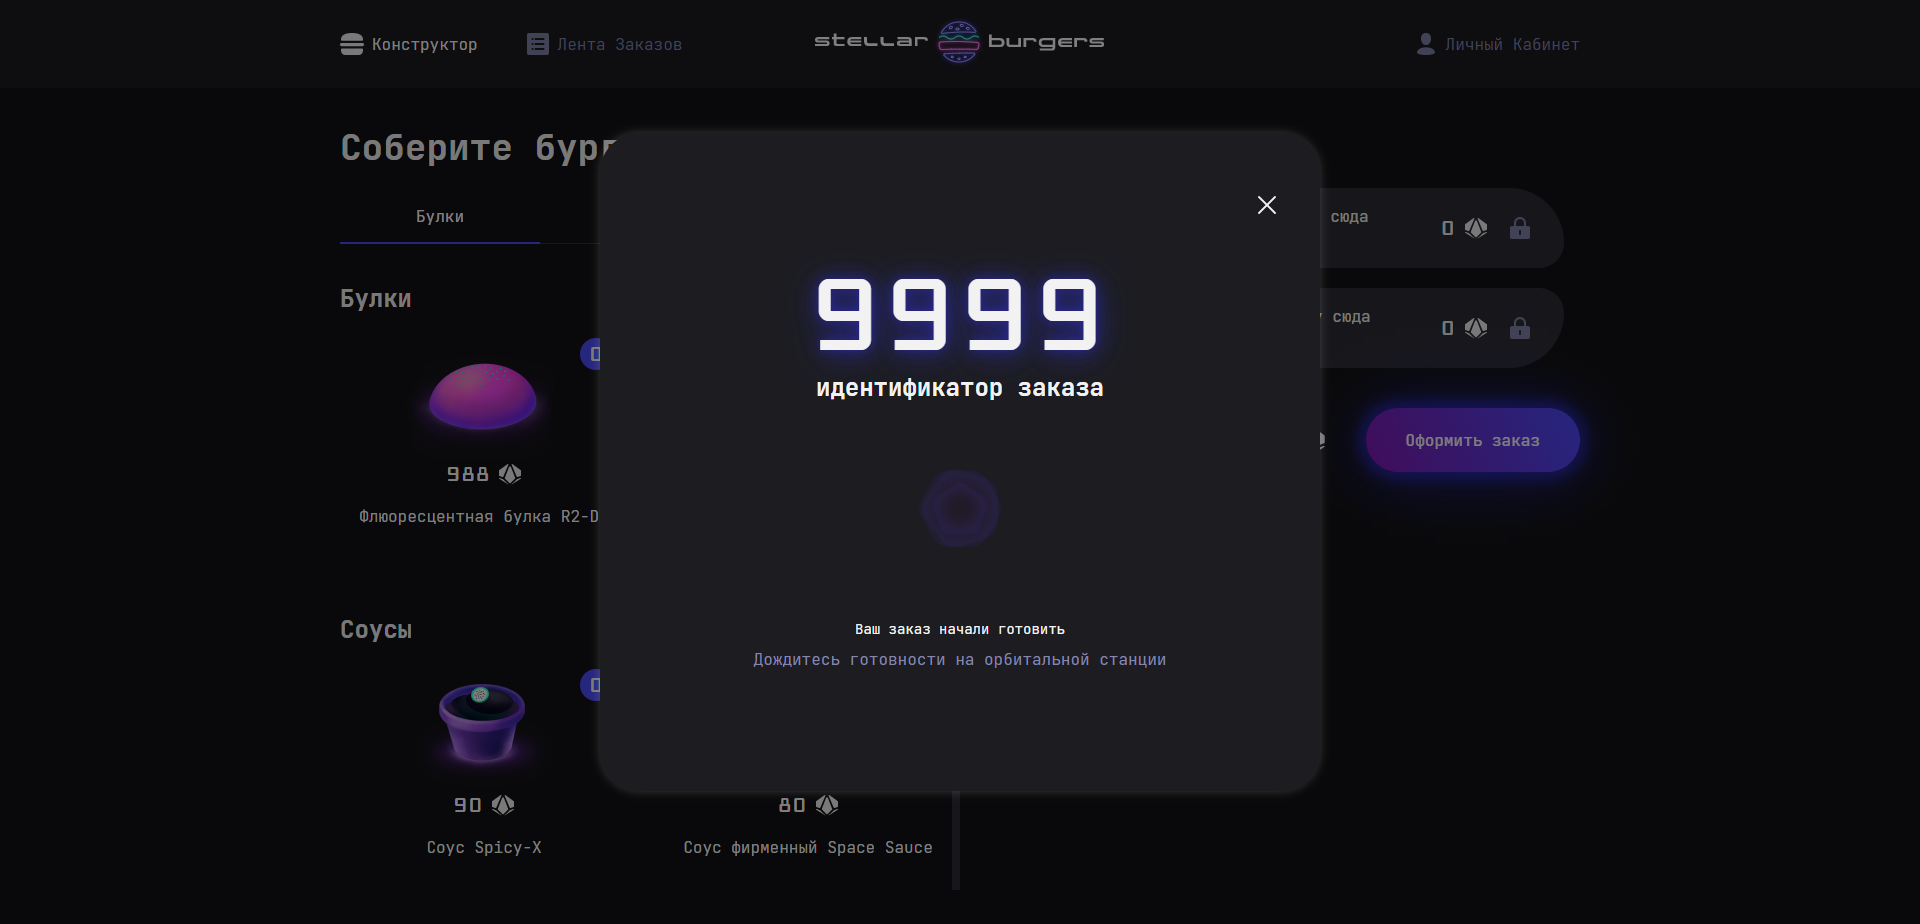 Конструктор
Лента Заказов
stellar burgers
Личный Кабинет
Соберите бург
Булки
сюда
0
Булки
сюда
0
9999
идентификатор заказа
Оформить заказ
988
Флюоресцентная булка R2-D
Ваш заказ начали готовить
Дождитесь готовности на орбитальной станции
Соусы
90
80
Соус Spicy-X
Соус фирменный Space Sauce